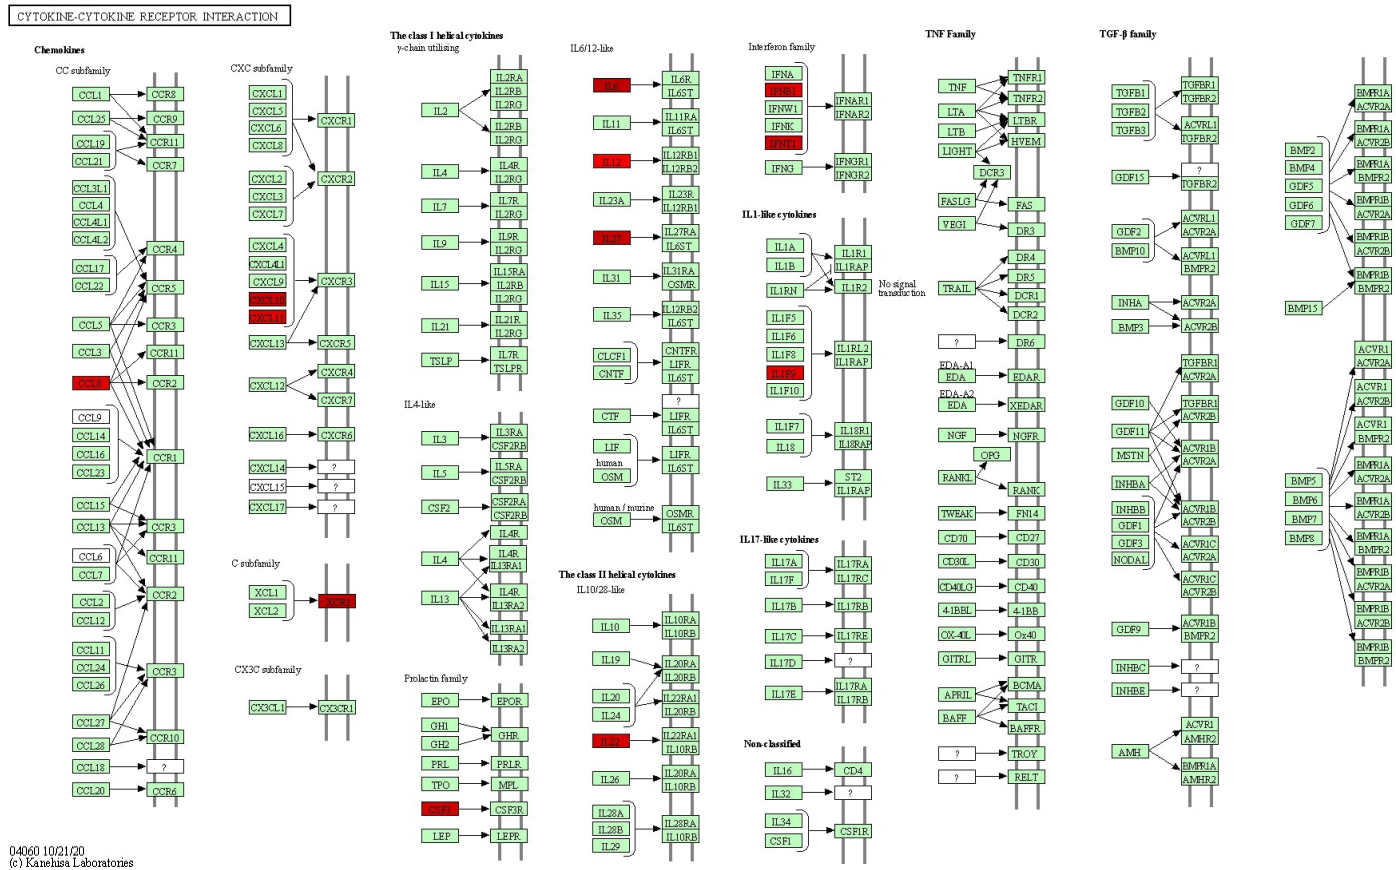 CYTOKINE-CYTOKINE RECEPTOR INTERACTION
Chemokines
CC subfamily
CCL1
CCR8
CCL25
CCR9
CCR11
CCL19
CCL21
CCR7
CCL3L1
CCL4
CCL4L1
CCL4L2
CCR4
CCL17
CCL22
CCR5
CCL5
CCR3
CCL3
CCR11
CCL8
CCR2
CCL9
CCL14
CCL16
CCL23
CCR1
CCL15
CCL13
CCR3
CCL6
CCL7
CCR11
CCR2
CCL2
CCL12
CCL11
CCL24
CCL26
CCR3
CCL27
CCL28
CCR10
CCL18
?
CCL20
CCR6
CXC subfamily
CXCL1
CXCL5
CXCL6
CXCL8
CXCR1
CXCL2
CXCL3
CXCL7
CXCR2
CXCL4
CXCL4L1
CXCL9
CXCL10
CXCL11
CXCR3
CXCL13
CXCR5
CXCL12
CXCR4
CXCR7
CXCL16
CXCR6
CXCL14
?
CXCL15
?
CXCL17
?
C subfamily
XCL1
XCL2
XCR1
CX3C subfamily
CX3CL1
CX3CR1
The class I helical cytokines
γ-chain utilising
IL2
IL2RA
IL2RB
IL2RG
IL2RB
IL2RG
IL4
IL4R
IL2RG
IL7
IL7R
IL2RG
IL9
IL9R
IL2RG
IL15
IL15RA
IL2RB
IL2RG
IL21
IL21R
IL2RG
TSLP
IL7R
TSLPR
IL4-like
IL3
IL3RA
CSF2RB
IL5
IL5RA
CSF2RB
CSF2
CSF2RA
CSF2RB
IL4R
IL4
IL4R
IL13RA1
IL13
IL4R
IL13RA2
IL13RA1
IL13RA2
Prolactin family
EPO
EPOR
GH1
GH2
GHR
PRL
PRLR
TPO
MPL
CSF3
CSF3R
LEP
LEPR
IL6/12-like
IL6
IL6R
IL6ST
IL11
IL11RA
IL6ST
IL12
IL12RB1
IL12RB2
IL23A
IL23R
IL12RB1
IL27
IL27RA
IL6ST
IL31
IL31RA
OSMR
IL35
IL12RB2
IL6ST
CLCF1
CNTF
CNTFR
LIFR
IL6ST
CTF
?
LIFR
IL6ST
LIF
human
OSM
LIFR
IL6ST
human / murine
OSM
OSMR
IL6ST
The class II helical cytokines
IL10/28-like
IL10
IL10RA
IL10RB
IL19
IL20RA
IL20RB
IL20
IL24
IL22RA1
IL20RB
IL22
IL22RA1
IL10RB
IL26
IL20RA
IL10RB
IL28A
IL28B
IL29
IL28RA
IL10RB
Interferon family
IFNA
IFNB1
IFNW1
IFNK
IFNT1
IFNAR1
IFNAR2
IFNG
IFNGR1
IFNGR2
IL1-like cytokines
IL1A
IL1B
IL1R1
IL1RAP
IL1RN
IL1R2
No signal
transduction
IL1F5
IL1F6
IL1F8
IL1F9
IL1F10
IL1RL2
IL1RAP
IL1F7
IL18
IL18R1
IL18RAP
IL33
ST2
IL1RAP
IL17-like cytokines
IL17A
IL17F
IL17RA
IL17RC
IL17B
IL17RB
IL17C
IL17RE
IL17D
?
IL17E
IL17RA
IL17RB
Non-classified
IL16
CD4
IL32
?
IL34
CSF1
CSF1R
TNF Family
TNF
TNFR1
LTA
TNFR2
LTB
LTBR
LIGHT
HVEM
DCR3
FASLG
FAS
VEGI
DR3
DR4
DR5
TRAIL
DCR1
DCR2
?
DR6
EDA-A1
EDA
EDAR
EDA-A2
EDA
XEDAR
NGF
NGFR
OPG
RANKL
RANK
TWEAK
FN14
CD70
CD27
CD30L
CD30
CD40LG
CD40
4-1BBL
4-1BB
OX-40L
Ox40
GITRL
GITR
APRIL
BCMA
TACI
BAFF
BAFFR
?
TROY
?
RELT
TGF-β family
TGFB1
TGFB2
TGFB3
TGFBR1
TGFBR2
ACVRL1
TGFBR2
GDF15
?
TGFBR2
GDF2
BMP10
ACVRL1
ACVR2A
ACVRL1
BMPR2
INHA
ACVR2A
BMP3
ACVR2B
TGFBR1
ACVR2A
GDF10
TGFBR1
ACVR2B
GDF11
MSTN
ACVR1B
ACVR2A
INHBA
INHBB
GDF1
GDF3
NODAL
ACVR1B
ACVR2B
ACVR1C
ACVR2A
ACVR1C
ACVR2B
GDF9
ACVR1B
BMPR2
INHBC
?
INHBE
?
AMH
ACVR1
AMHR2
BMPR1A
AMHR2
BMP2
BMP4
GDF5
GDF6
GDF7
BMPR1A
ACVR2A
BMPR1A
ACVR2B
BMPR1A
BMPR2
BMPR1B
ACVR2A
BMPR1B
ACVR2B
BMPR1B
BMPR2
BMP15
BMP5
BMP6
BMP7
BMP8
ACVR1
ACVR2A
ACVR1
ACVR2B
ACVR1
BMPR2
BMPR1A
ACVR2A
BMPR1A
ACVR2B
BMPR1A
BMPR2
BMPR1B
ACVR2A
BMPR1B
ACVR2B
BMPR1B
BMPR2
04060 10/21/20
(c) Kanehisa Laboratories